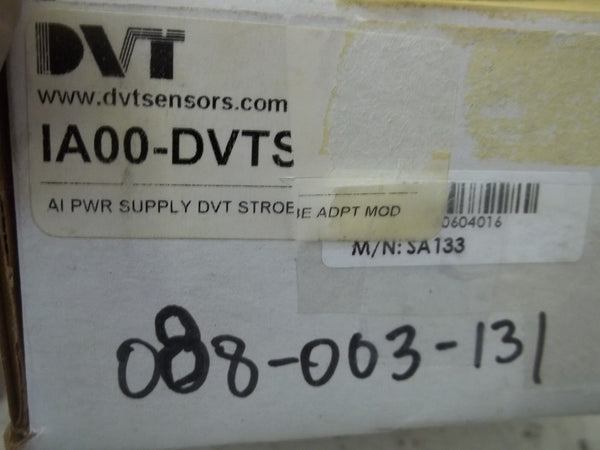 DVT
www.dvtsensors.com
IA00-DVTS
AI PWR SUPPLY DVT STROBE ADPT MOD
0604016
M/N: SA133
088-003-131